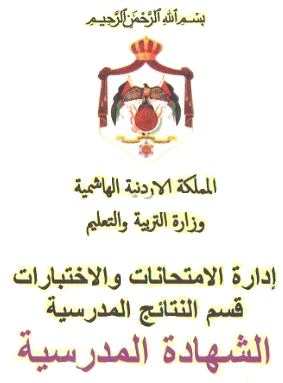 بسم الله الرحمن الرحيم
المملكة الاردنية الهاشمية
وزارة التربية والتعليم
إدارة الامتحانات والاختبارات
قسم النتائج المدرسية
الشهادة المدرسية